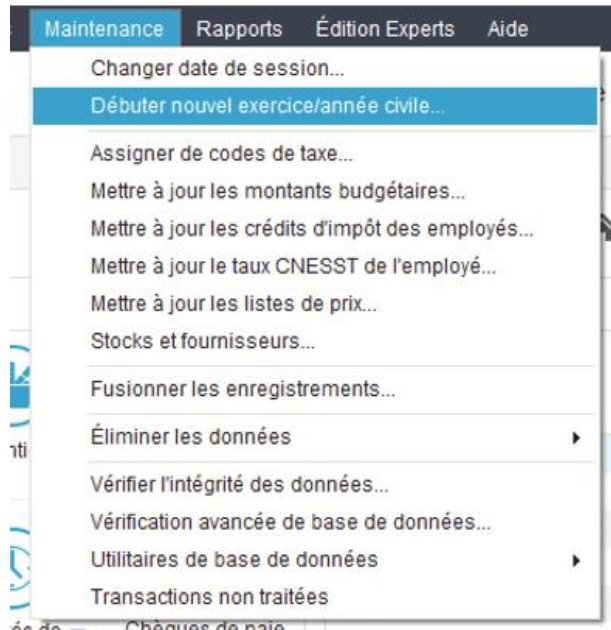 Maintenance Rapports Édition Experts Aide
Changer date de session...
Débuter nouvel exercice/année civile...
Assigner de codes de taxe...
Mettre à jour les montants budgétaires...
Mettre à jour les crédits d'impôt des employés...
Mettre à jour le taux CNESST de l'employé...
Mettre à jour les listes de prix...
Stocks et fournisseurs...
Fusionner les enregistrements...
Éliminer les données
Vérifier l'intégrité des données...
Vérification avancée de base de données...
Utilitaires de base de données
Transactions non traitées
Chèques de paie